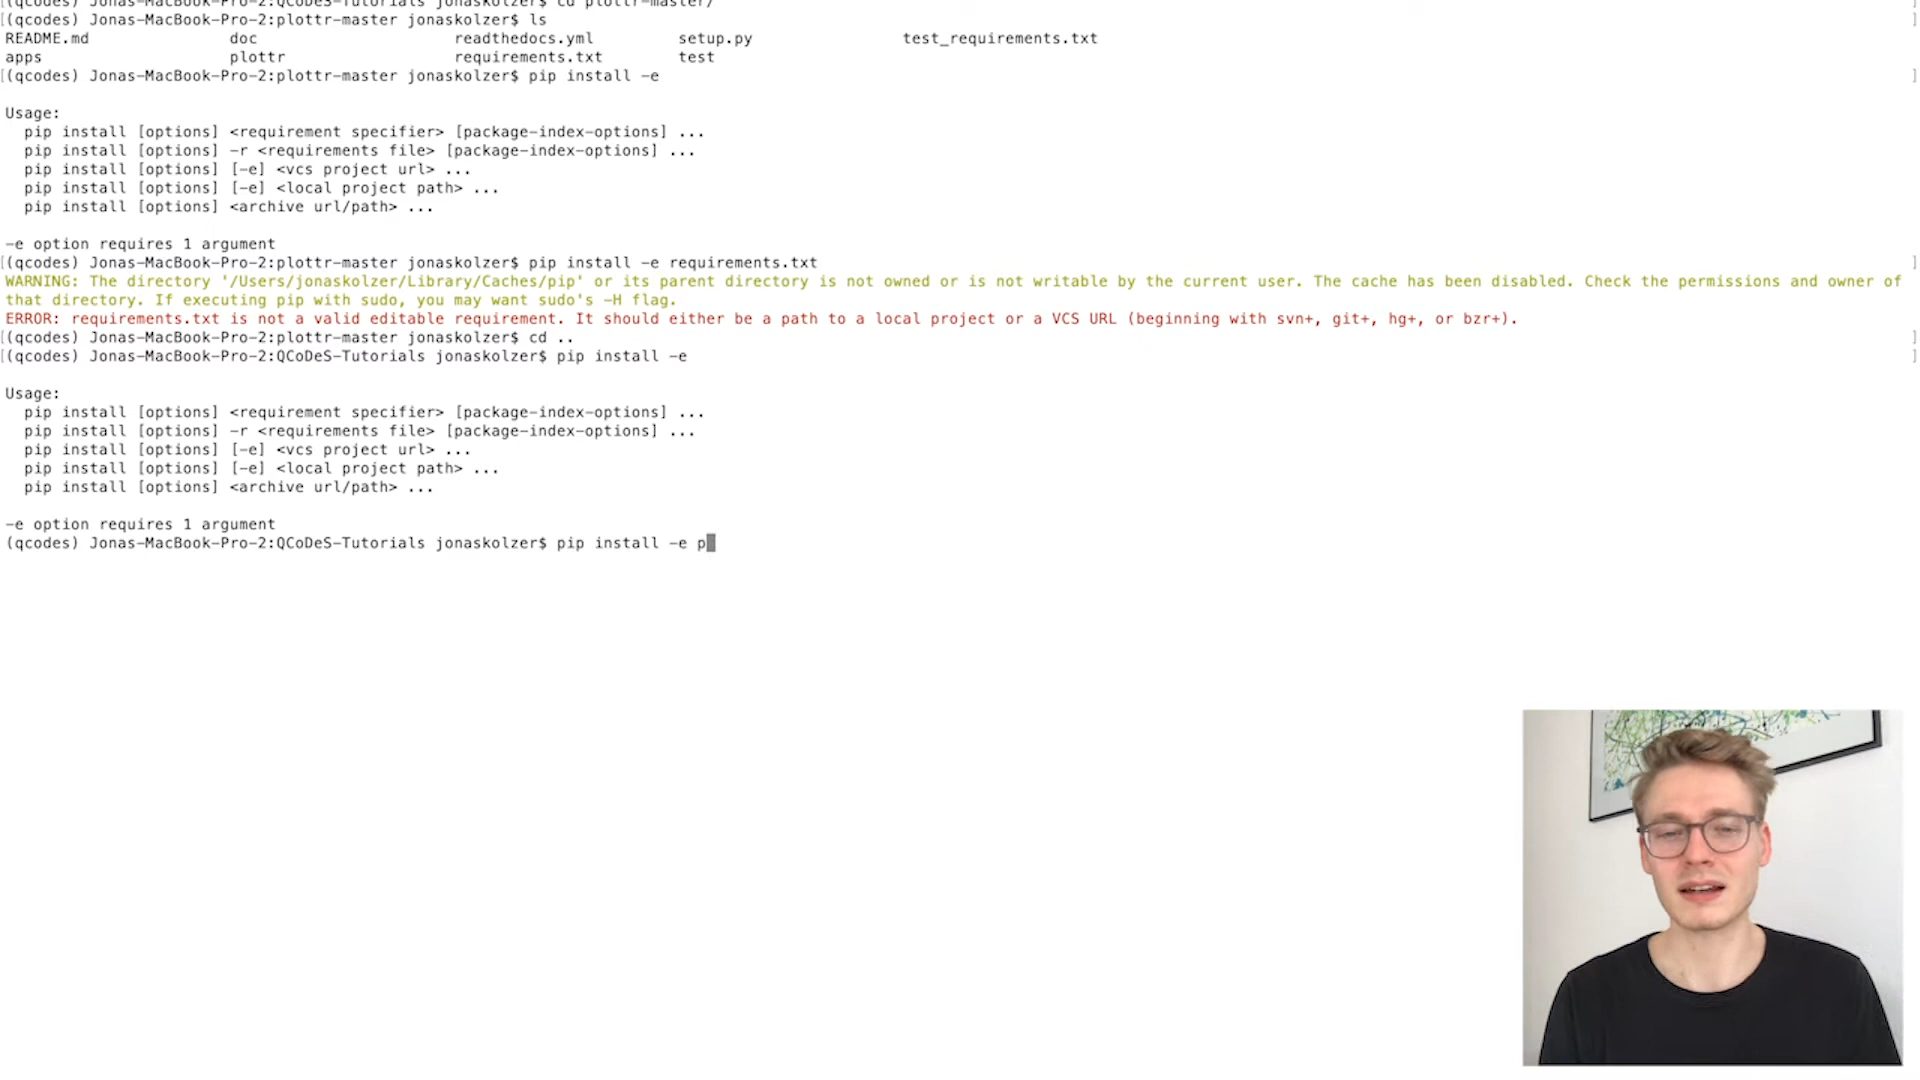 (qcodes) Jonas-MacBook-Pro-2:QCoDeS-Tutorials jonaskolzer$ cd plottr-master/
[(qcodes) Jonas-MacBook-Pro-2:plottr-master jonaskolzer$ ls ]
README.md doc readthedocs.yml setup.py test_requirements.txt
apps plottr requirements.txt test
[(qcodes) Jonas-MacBook-Pro-2:plottr-master jonaskolzer$ pip install -e ]
Usage:
pip install [options] <requirement specifier> [package-index-options] ...
pip install [options] -r <requirements file> [package-index-options] ...
pip install [options] [-e] <vcs project url> ...
pip install [options] [-e] <local project path> ...
pip install [options] <archive url/path> ...
-e option requires 1 argument
[(qcodes) Jonas-MacBook-Pro-2:plottr-master jonaskolzer$ pip install -e requirements.txt ]
WARNING: The directory '/Users/jonaskolzer/Library/Caches/pip' or its parent directory is not owned or is not writable by the current user. The cache has been disabled. Check the permissions and owner of
that directory. If executing pip with sudo, you may want sudo's -H flag.
ERROR: requirements.txt is not a valid editable requirement. It should either be a path to a local project or a VCS URL (beginning with svn+, git+, hg+, or bzr+).
[(qcodes) Jonas-MacBook-Pro-2:plottr-master jonaskolzer$ cd .. ]
[(qcodes) Jonas-MacBook-Pro-2:QCoDeS-Tutorials jonaskolzer$ pip install -e ]
Usage:
pip install [options] <requirement specifier> [package-index-options] ...
pip install [options] -r <requirements file> [package-index-options] ...
pip install [options] [-e] <vcs project url> ...
pip install [options] [-e] <local project path> ...
pip install [options] <archive url/path> ...
-e option requires 1 argument
(qcodes) Jonas-MacBook-Pro-2:QCoDeS-Tutorials jonaskolzer$ pip install -e p